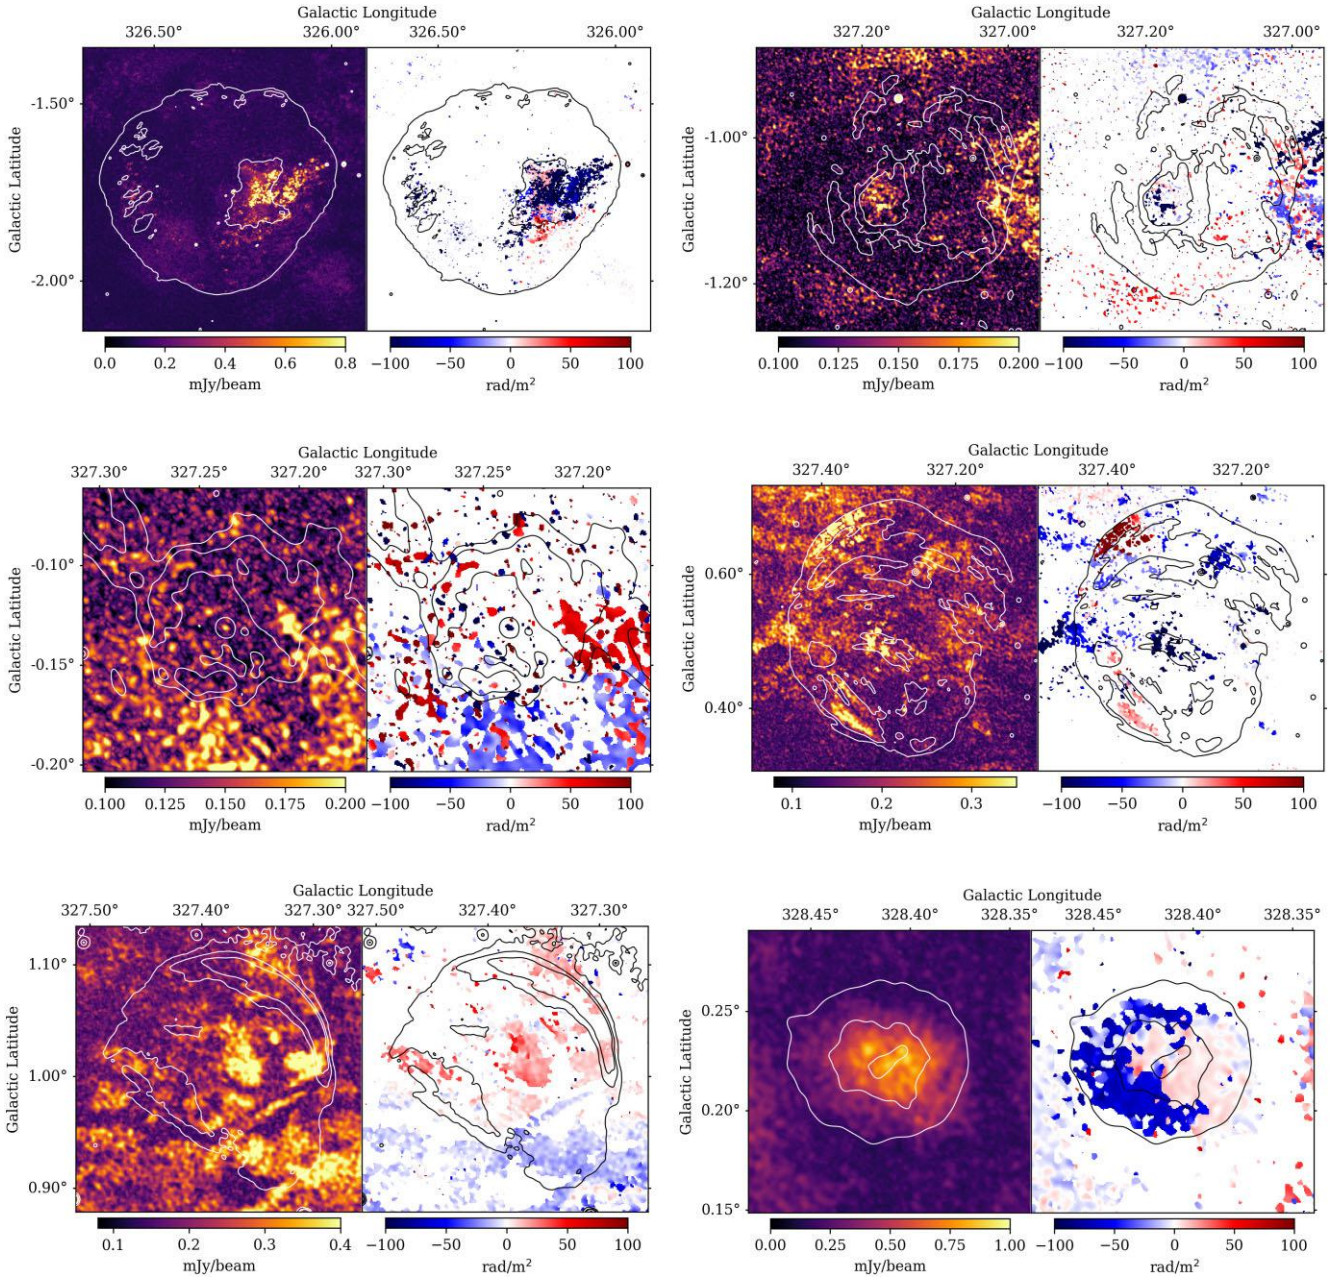 Galactic Longitude
326.50° 326.0° 326.50° 326.0°
Galactic Latitude
-1.50°
-2.00°
0.0 0.2 0.4 0.6 0.8 −100 −50 0 50 100
mJy/beam rad/m²
Galactic Longitude
327.20° 327.00° 327.20° 327.00°
Galactic Latitude
-1.00°
-1.20°
0.100 0.125 0.150 0.175 0.200 −100 −50 0 50 100
mJy/beam rad/m²
Galactic Longitude
327.30° 327.25° 327.20° 327.30° 327.25° 327.20°
Galactic Latitude
-0.10°
-0.15°
-0.20°
0.100 0.125 0.150 0.175 0.200 −100 −50 0 50 100
mJy/beam rad/m²
Galactic Longitude
327.40° 327.20° 327.40° 327.20°
Galactic Latitude
0.60°
0.40°
0.1 0.2 0.3 −100 −50 0 50 100
mJy/beam rad/m²
Galactic Longitude
327.50° 327.40° 327.30° 327.50° 327.40° 327.30°
Galactic Latitude
1.10°
1.00°
0.90°
0.1 0.2 0.3 0.4 −100 −50 0 50 100
mJy/beam rad/m²
Galactic Longitude
328.45° 328.40° 328.35° 328.45° 328.40° 328.35°
Galactic Latitude
0.25°
0.20°
0.15°
0.00 0.25 0.50 0.75 1.00 −100 −50 0 50 100
mJy/beam rad/m²